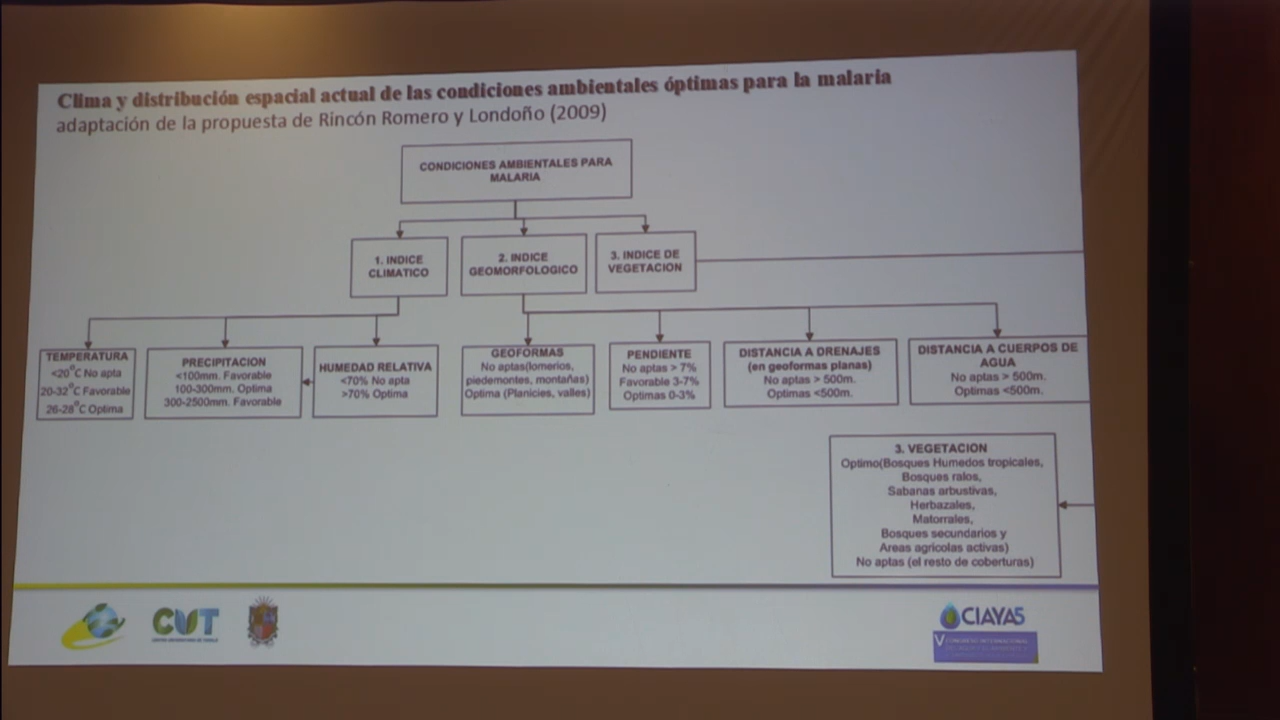 Clima y distribución espacial actual de las condiciones ambientales óptimas para la malaria
adaptación de la propuesta de Rincón Romero y Londoño (2009)
CONDICIONES AMBIENTALES PARA
MALARIA
1. INDICE
CLIMATICO
2. INDICE
GEOMORFOLOGICO
3. INDICE DE
VEGETACION
TEMPERATURA
<20°C No apta
20-32°C Favorable
26-28°C Optima
PRECIPITACION
<100mm. Favorable
100-300mm. Optima
300-2500mm. Favorable
HUMEDAD RELATIVA
<70% No apta
>70% Optima
GEOFORMAS
No aptas(lomerios,
piedemontes, montañas)
Optima (Planicies, valles)
PENDIENTE
No aptas > 7%
Favorable 3-7%
Optimas 0-3%
DISTANCIA A DRENAJES
(en geoformas planas)
No aptas > 500m.
Optimas <500m.
DISTANCIA A CUERPOS DE
AGUA
No aptas > 500m.
Optimas <500m.
3. VEGETACION
Optimo(Bosques Humedos tropicales,
Bosques ralos,
Sabanas arbustivas,
Herbazales,
Matorrales,
Bosques secundarios y
Areas agricolas activas)
No aptas (el resto de coberturas)
CUT
CIAYA5
V CONGRESO INTERNACIONAL